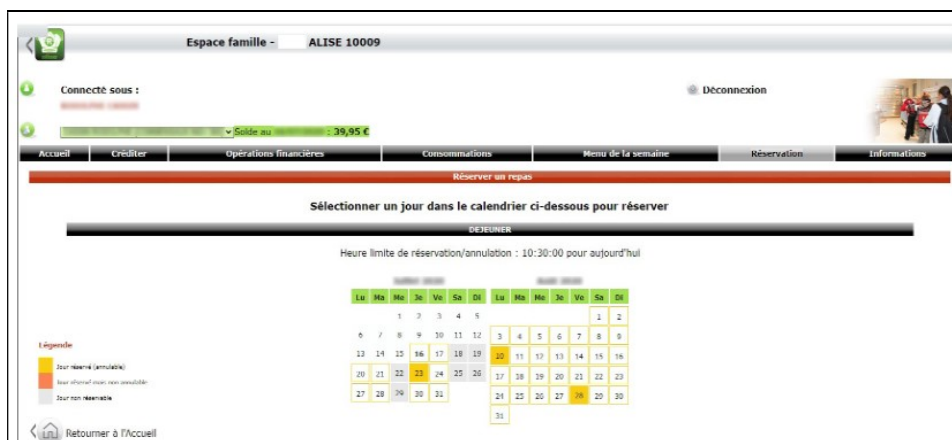 Espace famille - ALISE 10009
Connecté sous :
Déconnexion
Solde au : 39,95 €
Accueil Créditer Opérations financières Consommations Menu de la semaine Réservation Informations
Réserver un repas
Sélectionner un jour dans le calendrier ci-dessous pour réserver
DEJEUNER
Heure limite de réservation/annulation : 10:30:00 pour aujourd'hui
Lu Ma Me Je Ve Sa Di
1 2 3 4 5
6 7 8 9 10 11 12
13 14 15 16 17 18 19
20 21 22 23 24 25 26
27 28 29 30 31
Lu Ma Me Je Ve Sa Di
1 2
3 4 5 6 7 8 9
10 11 12 13 14 15 16
17 18 19 20 21 22 23
24 25 26 27 28 29 30
31
Légende
Jour réservé (annulable)
Jour réservé mais non annulable
Jour non réservable
Retourner à l'Accueil